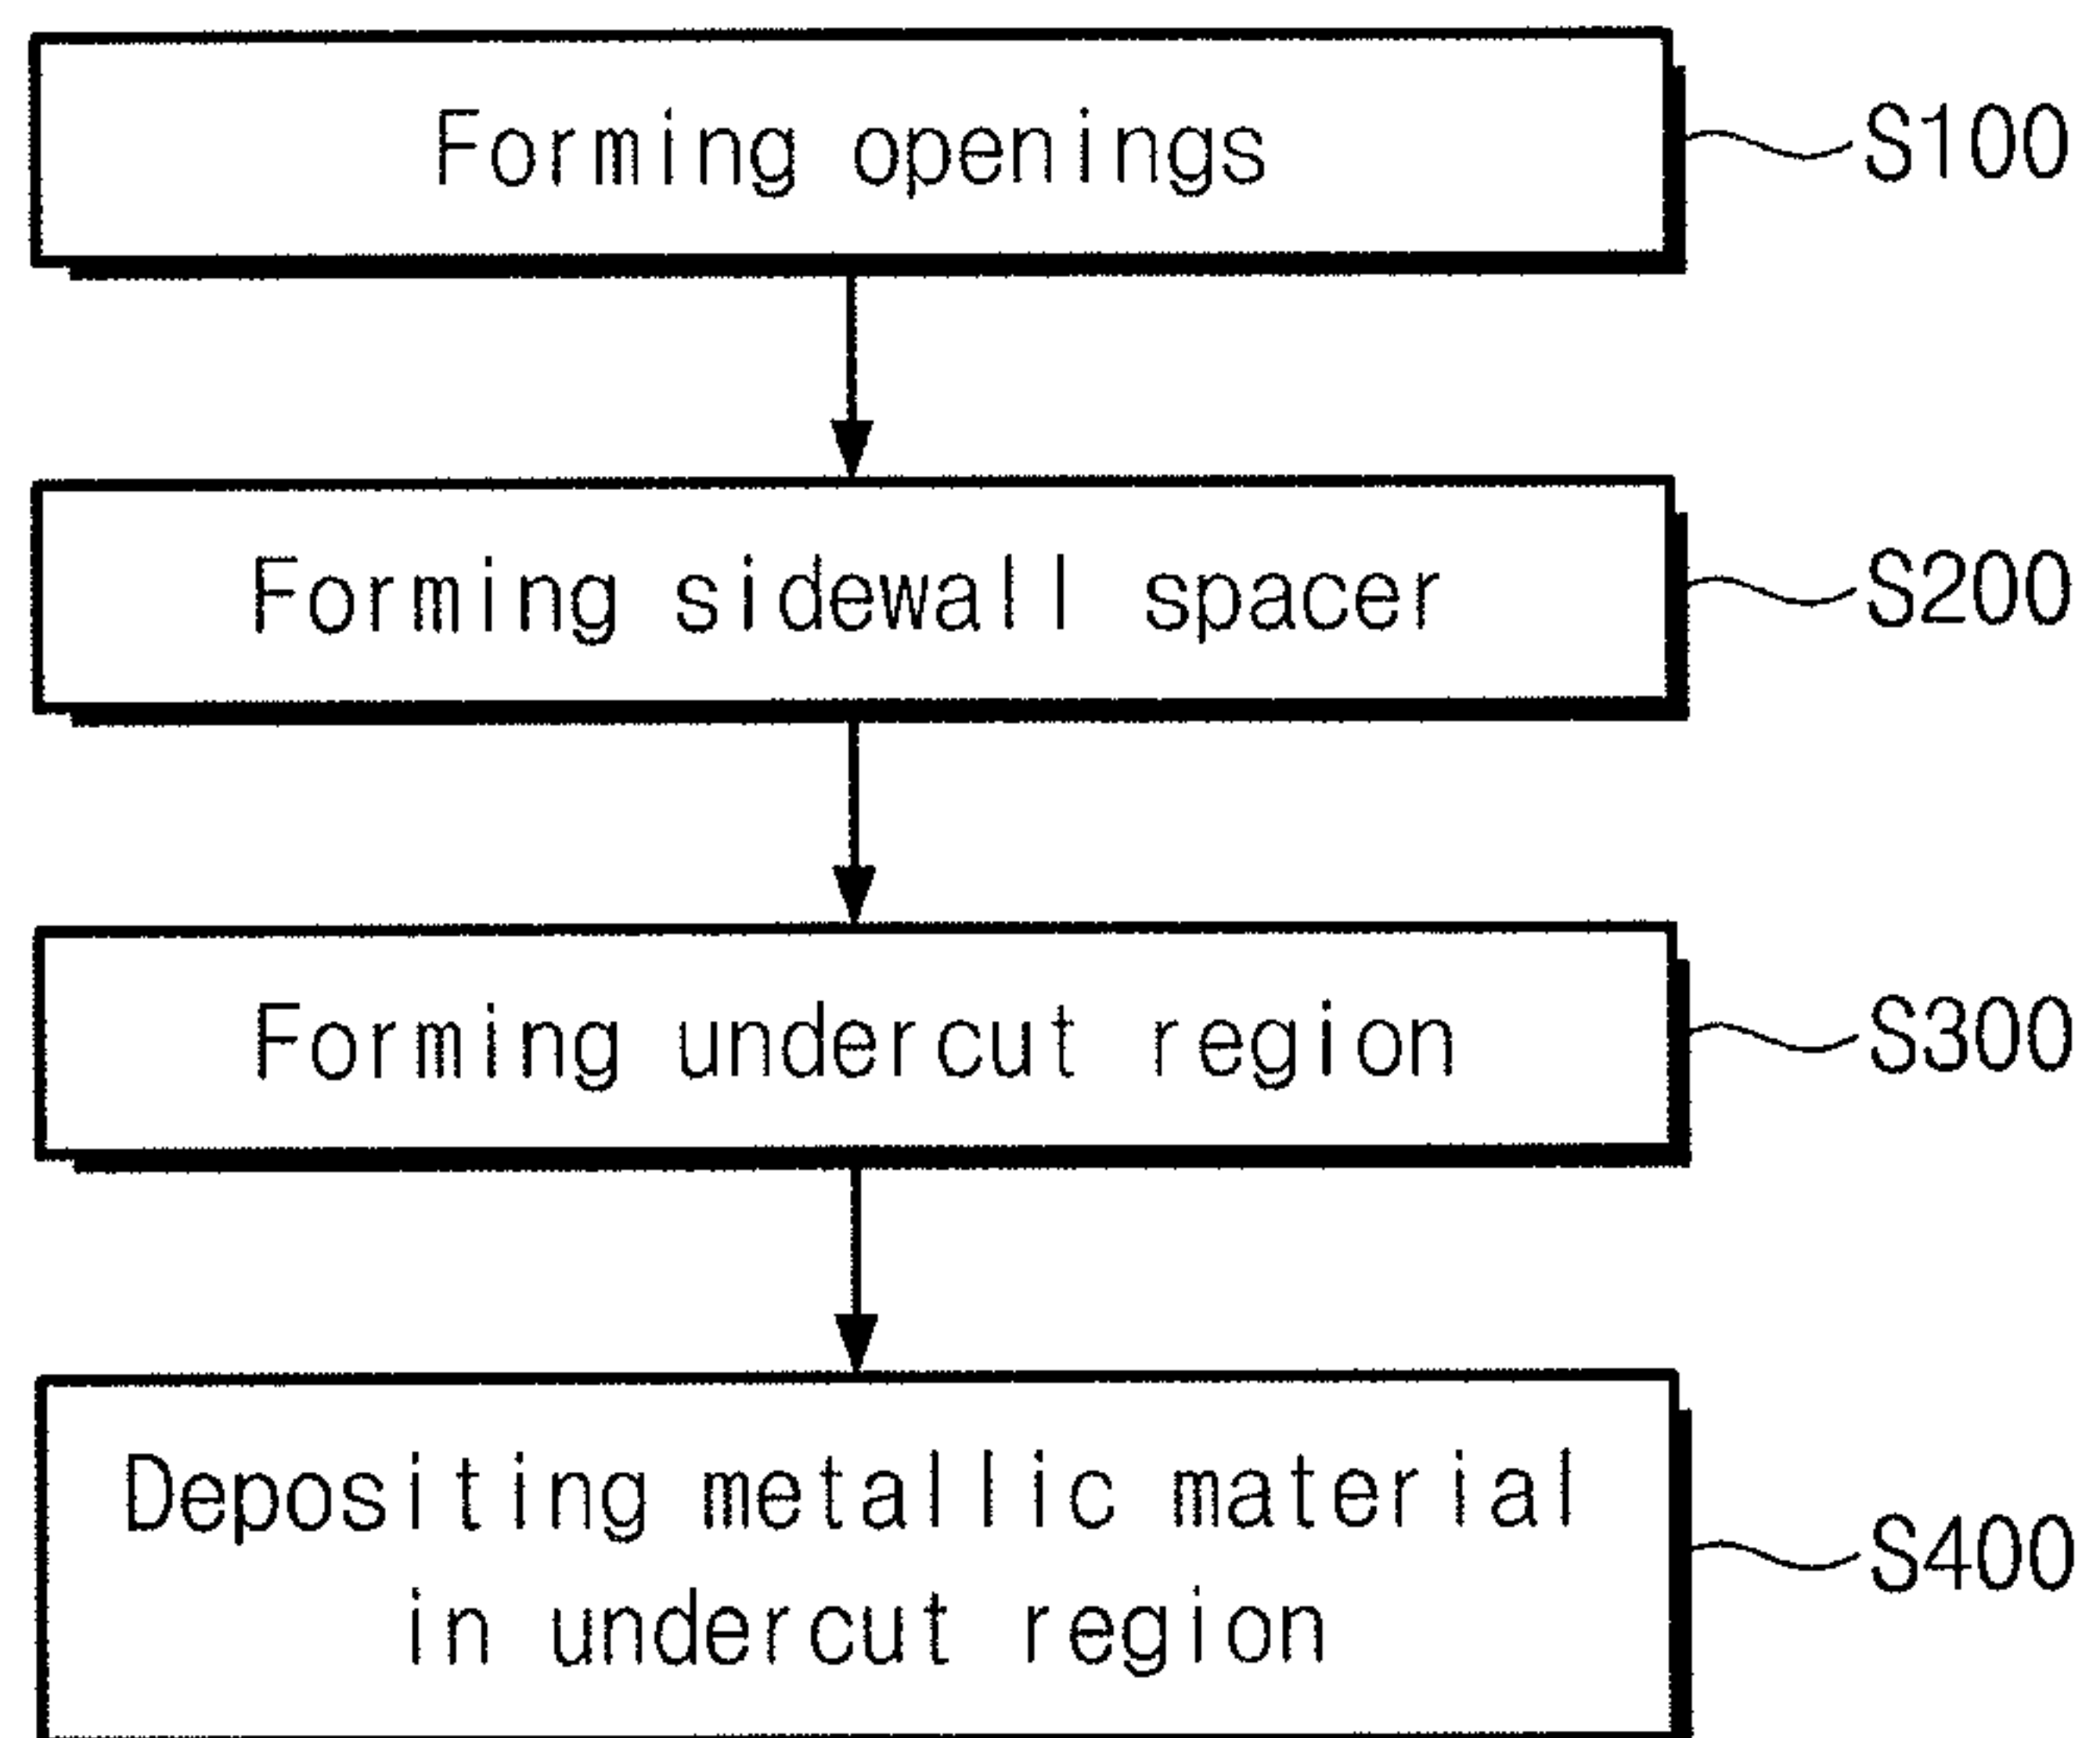 Forming openings
S100
Forming sidewall spacer
S200
Forming undercut region
S300
Depositing metallic material
in undercut region
S400